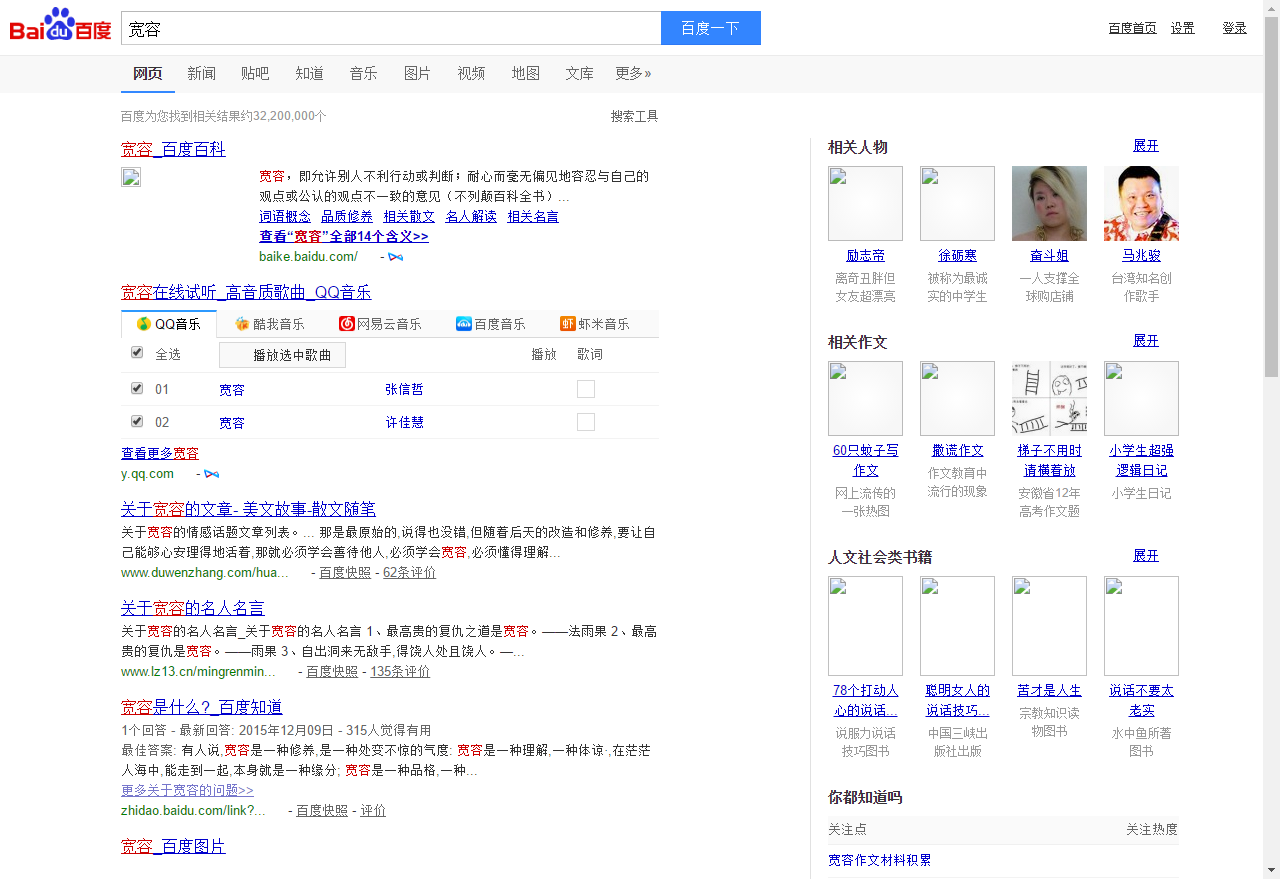 Bai du 百度
宽容
百度一下
百度首页 设置 登录
网页 新闻 贴吧 知道 音乐 图片 视频 地图 文库 更多»
百度为您找到相关结果约32,200,000个
搜索工具
宽容_百度百科
宽容，即允许别人不利行动或判断；耐心而毫无偏见地容忍与自己的
观点或公认的观点不一致的意见（不列颠百科全书）...
词语概念 品质修养 相关散文 名人解读 相关名言
查看“宽容”全部14个含义>>
baike.baidu.com/ -
宽容在线试听_高音质歌曲_QQ音乐
QQ音乐 酷我音乐 网易云音乐 百度音乐 虾 虾米音乐
全选 播放选中歌曲 播放 歌词
01 宽容 张信哲
02 宽容 许佳慧
查看更多宽容
y.qq.com -
关于宽容的文章- 美文故事-散文随笔
关于宽容的情感话题文章列表。... 那是最原始的,说得也没错,但随着后天的改造和修养,要让自
己能够心安理得地活着,那就必须学会善待他人,必须学会宽容,必须懂得理解...
www.duwenzhang.com/hua... - 百度快照 - 62条评价
关于宽容的名人名言
关于宽容的名人名言_关于宽容的名人名言 1、最高贵的复仇之道是宽容。——法雨果 2、最高
贵的复仇是宽容。——雨果 3、自出洞来无敌手,得饶人处且饶人。—...
www.lz13.cn/mingrenmin... - 百度快照 - 135条评价
宽容是什么?_百度知道
1个回答 - 最新回答: 2015年12月09日 - 315人觉得有用
最佳答案: 有人说,宽容是一种修养,是一种处变不惊的气度: 宽容是一种理解,一种体谅·,在茫茫
人海中,能走到一起,本身就是一种缘分; 宽容是一种品格,一种...
更多关于宽容的问题>>
zhidao.baidu.com/link?... - 百度快照 - 评价
宽容_百度图片
相关人物 展开
励志帝 徐砺寒 奋斗姐 马兆骏
离奇丑胖但 被称为最诚 一人支撑全 台湾知名创
女友超漂亮 实的中学生 球购店铺 作歌手
相关作文 展开
60只蚊子写 撒谎作文 梯子不用时 小学生超强
作文 请横着放 逻辑日记
网上流传的 作文教育中 安徽省12年 小学生日记
一张热图 流行的现象 高考作文题
人文社会类书籍 展开
78个打动人 聪明女人的 苦才是人生 说话不要太
心的说话... 说话技巧... 老实
说服力说话 中国三峡出 宗教知识读 水中鱼所著
技巧图书 版社出版 物图书 图书
你都知道吗
关注点 关注热度
宽容作文材料积累